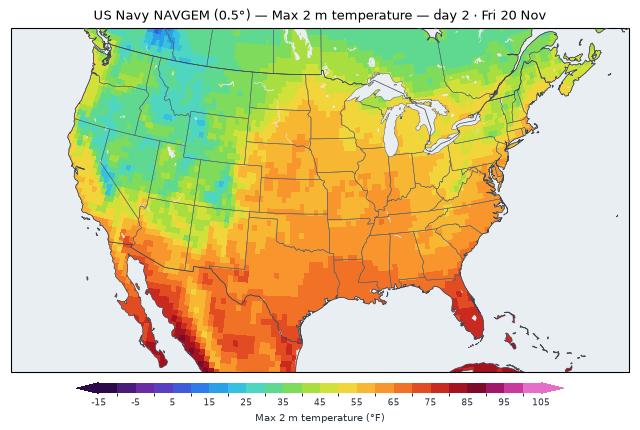 US Navy NAVGEM (0.5°) — Max 2 m temperature — day 2 · Fri 20 Nov
-15 -5 5 15 25 35 45 55 65 75 85 95 105
Max 2 m temperature (°F)